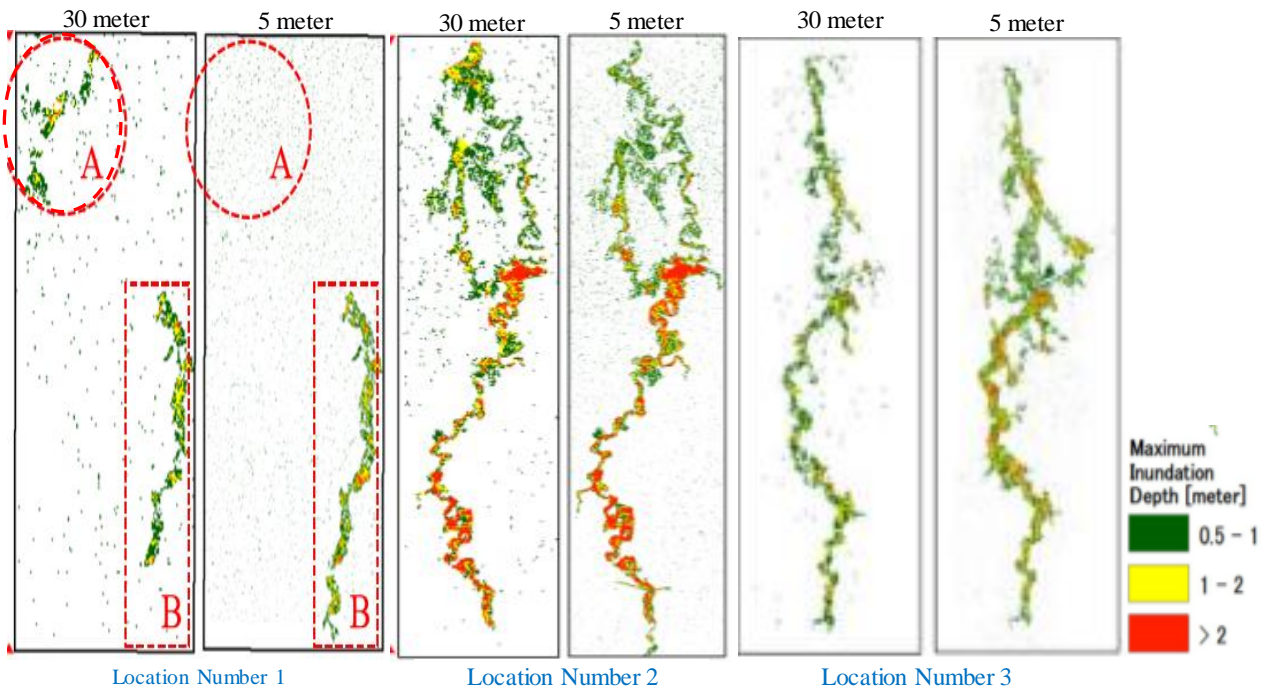 30 meter
5 meter
30 meter
5 meter
30 meter
5 meter
A
A
B
B
Maximum
Inundation
Depth [meter]
0.5 - 1
1 - 2
> 2
Location Number 1
Location Number 2
Location Number 3